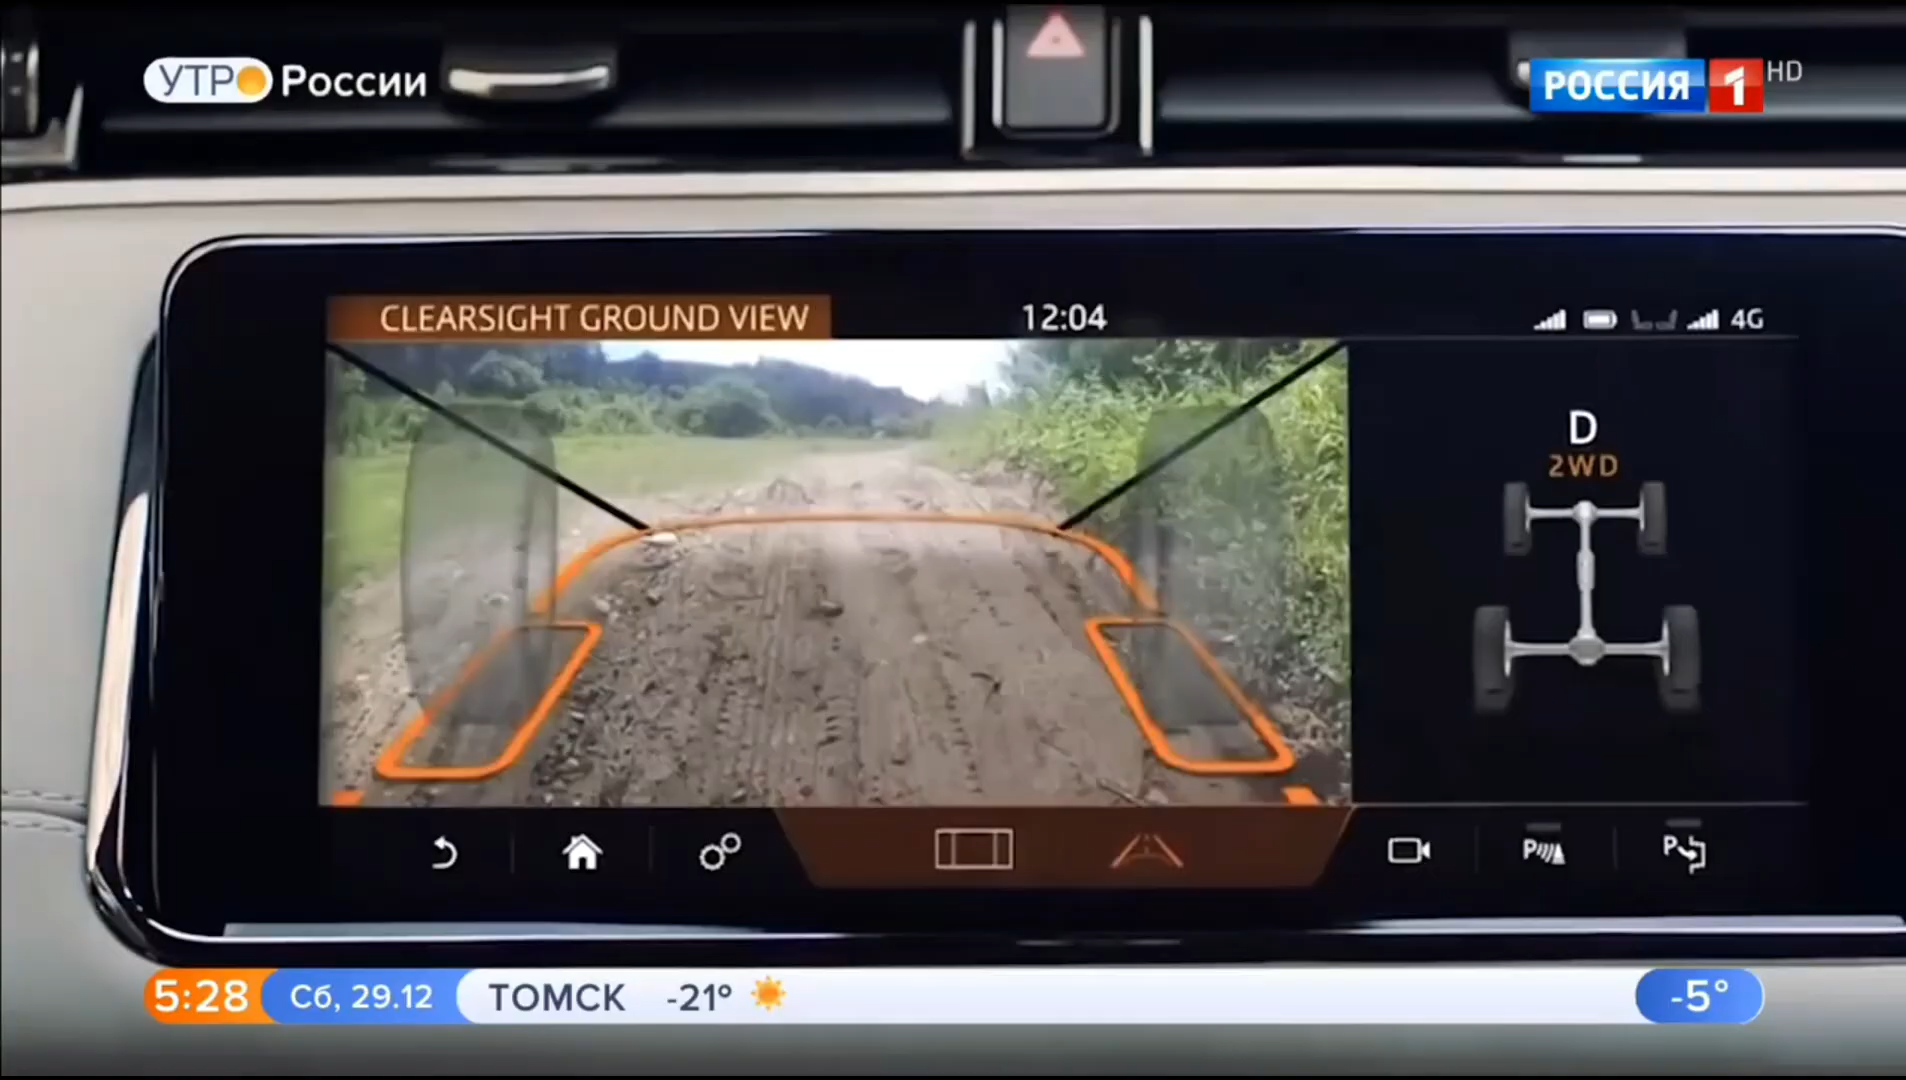 УТРО России
РОССИЯ 1 HD
CLEARSIGHT GROUND VIEW
12:04
4G
D
2WD
P
P
5:28
Сб, 29.12
ТОМСК -21°
-5°